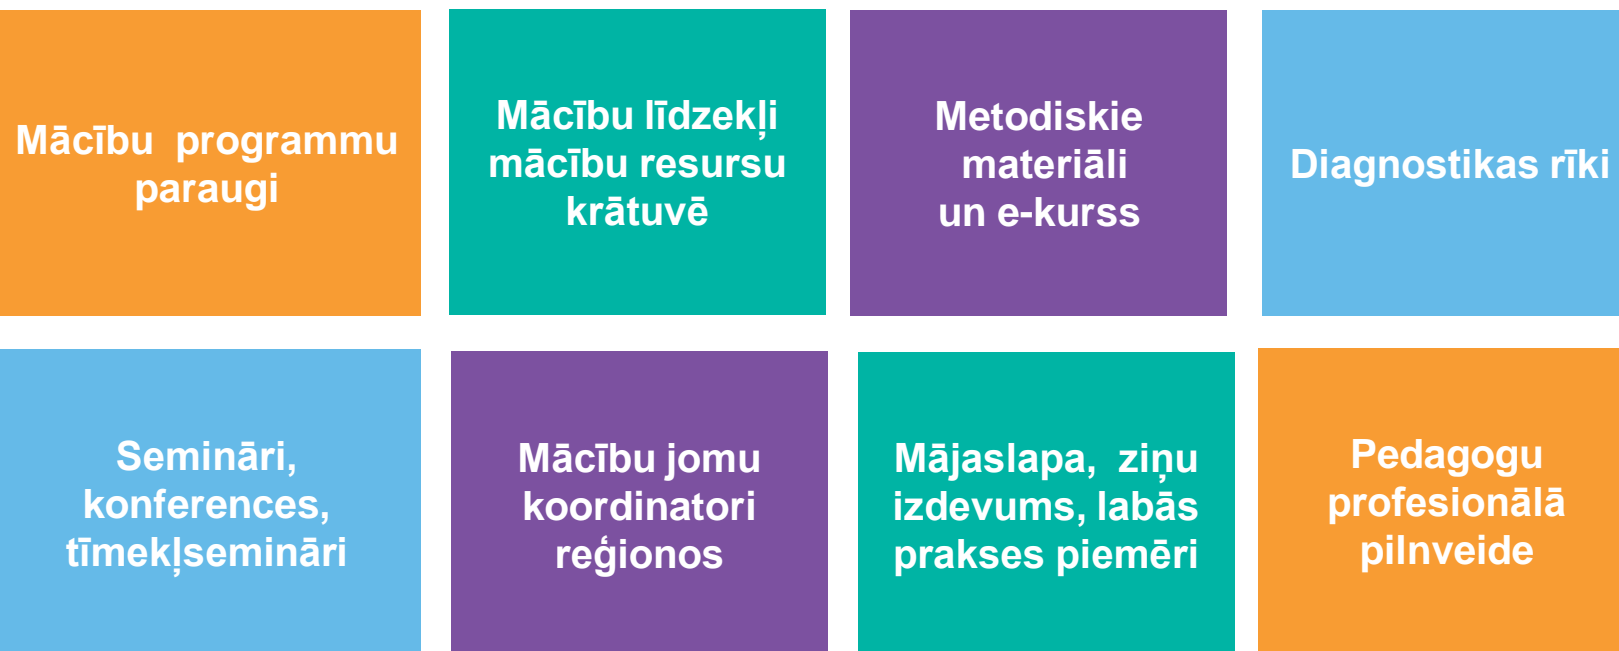 Mācību  programmu
paraugi
Mācību līdzekļi
mācību resursu
krātuvē
Metodiskie
materiāli
un e-kurss
Diagnostikas rīki
Semināri,
konferences,
tīmekļsemināri
Mācību jomu
koordinatori
reģionos
Mājaslapa,  ziņu
izdevums, labās
prakses piemēri
Pedagogu
profesionālā
pilnveide